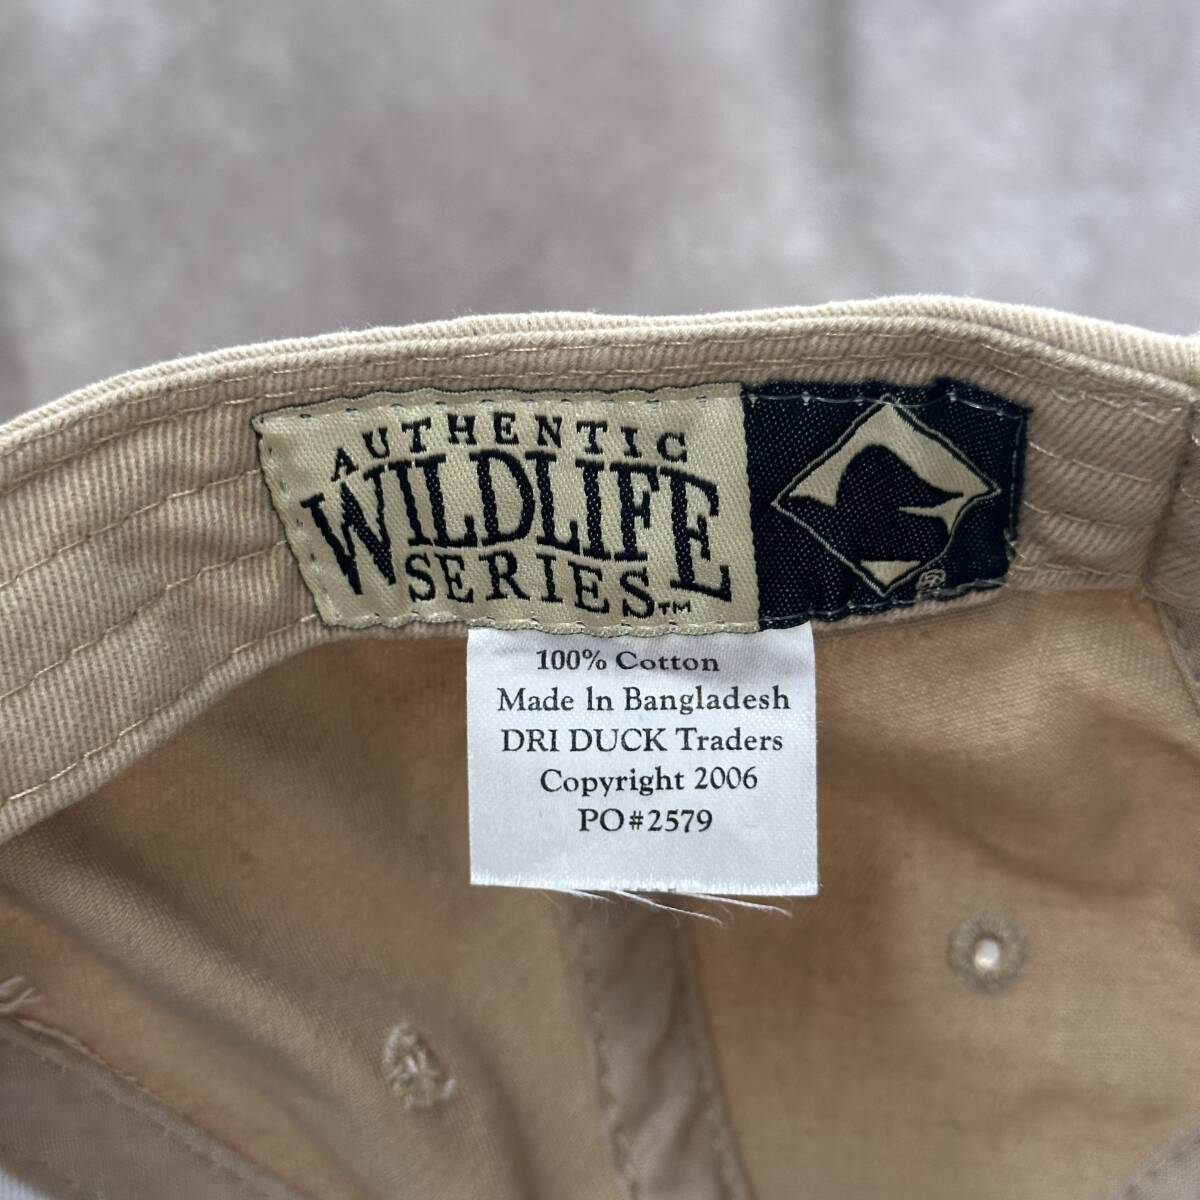 AUTHENTIC
WILDLIFE
SERIES™
®
100% Cotton
Made In Bangladesh
DRI DUCK Traders
Copyright 2006
PO#2579